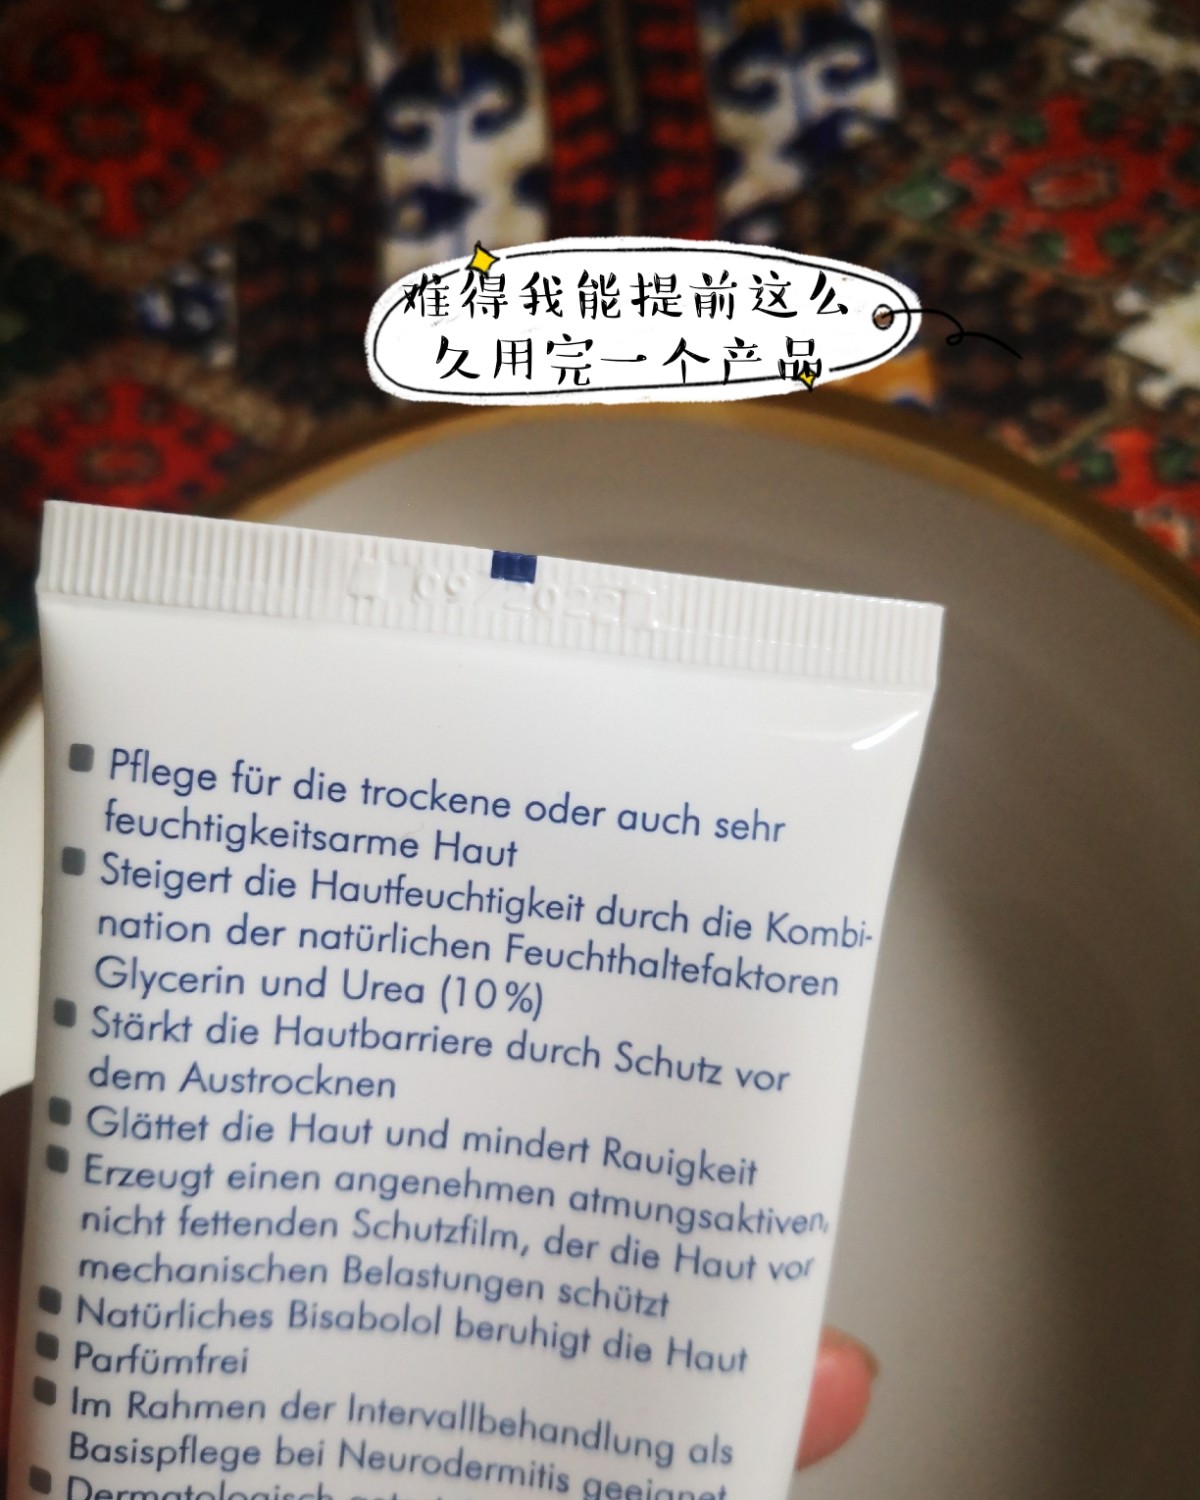 难得我能提前这么
久用完一个产品
09/2022
Pflege für die trockene oder auch sehr
feuchtigkeitsarme Haut
Steigert die Hautfeuchtigkeit durch die Kombi-
nation der natürlichen Feuchthaltefaktoren
Glycerin und Urea (10%)
Stärkt die Hautbarriere durch Schutz vor
dem Austrocknen
Glättet die Haut und mindert Rauigkeit
Erzeugt einen angenehmen atmungsaktiven,
nicht fettenden Schutzfilm, der die Haut vor
mechanischen Belastungen schützt
Natürliches Bisabolol beruhigt die Haut
Parfümfrei
Im Rahmen der Intervallbehandlung als
Basispflege bei Neurodermitis geeignet
Dermatologisch